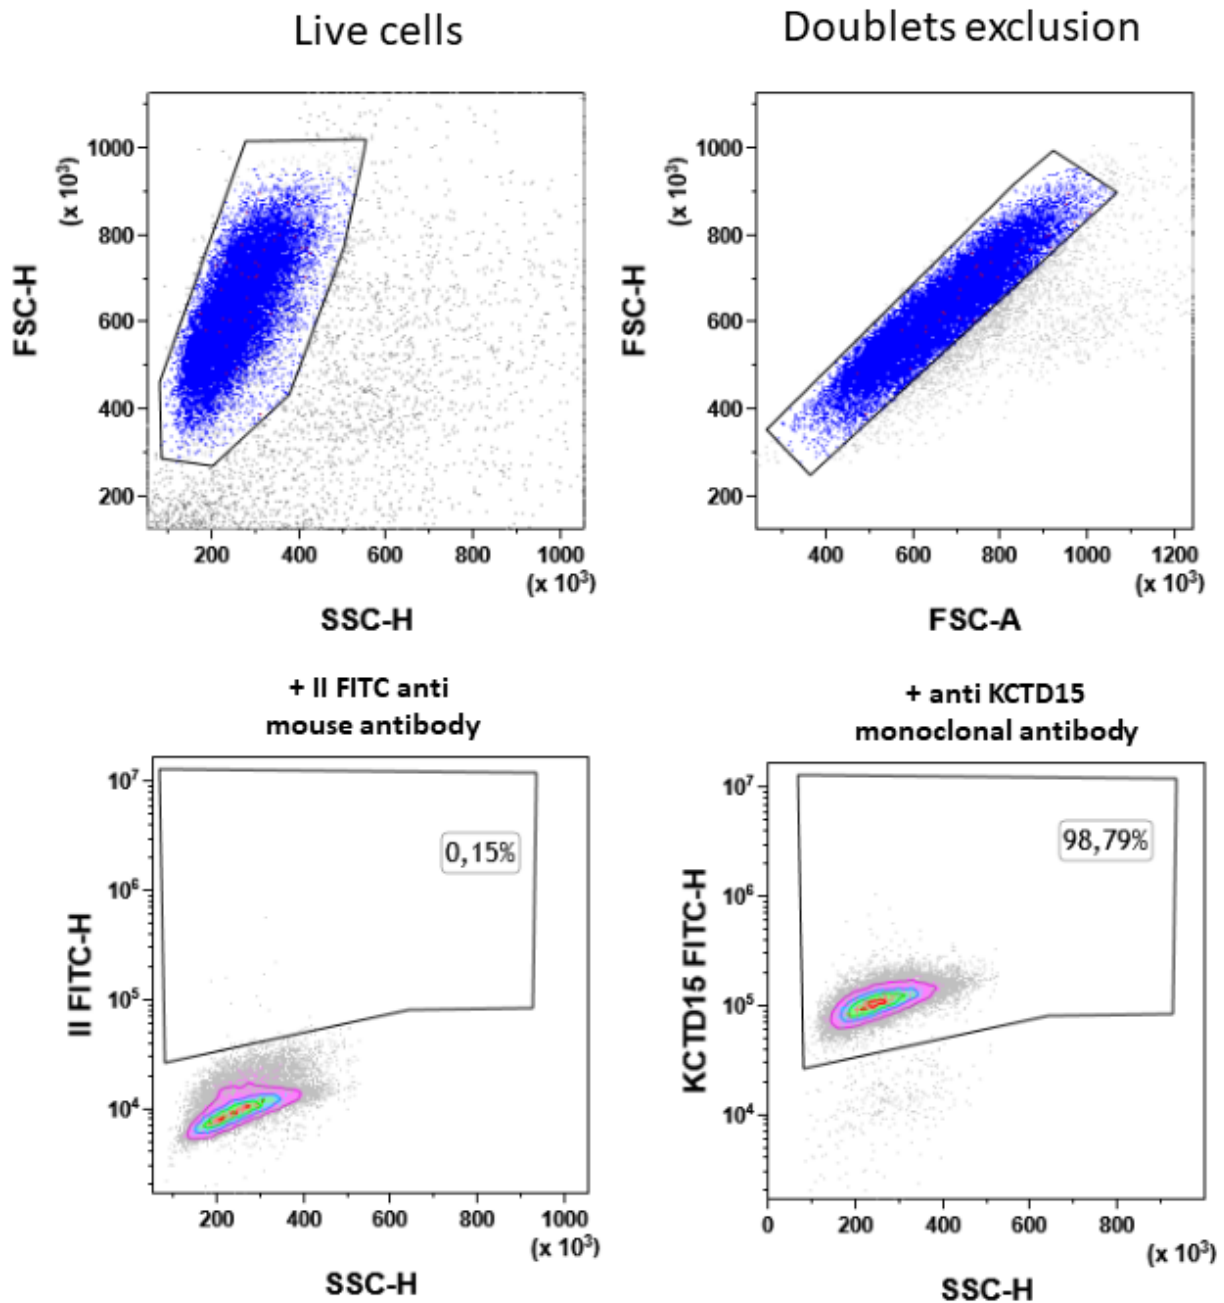 Live cells
Doublets exclusion
FSC-H
(x 10³)
1000
800
600
400
200
200 400 600 800 1000
(x 10³)
SSC-H
FSC-H
(x 10³)
1000
800
600
400
200
400 600 800 1000 1200
(x 10³)
FSC-A
+ II FITC anti
mouse antibody
+ anti KCTD15
monoclonal antibody
II FITC-H
10⁷
10⁶
10⁵
10⁴
0,15%
200 400 600 800 1000
(x 10³)
SSC-H
KCTD15 FITC-H
10⁷
10⁶
10⁵
10⁴
98,79%
0 200 400 600 800
(x 10³)
SSC-H